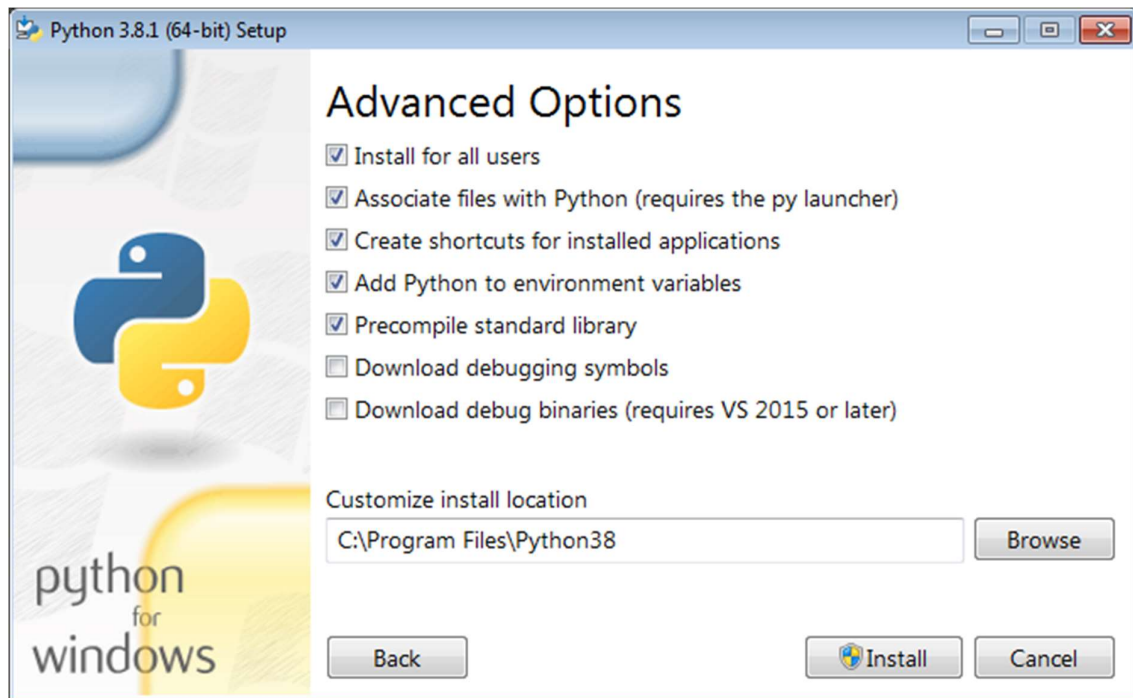 Python 3.8.1 (64-bit) Setup
Advanced Options
Install for all users
Associate files with Python (requires the py launcher)
Create shortcuts for installed applications
Add Python to environment variables
Precompile standard library
Download debugging symbols
Download debug binaries (requires VS 2015 or later)
Customize install location
C:\Program Files\Python38
Browse
python
for
windows
Back
Install
Cancel